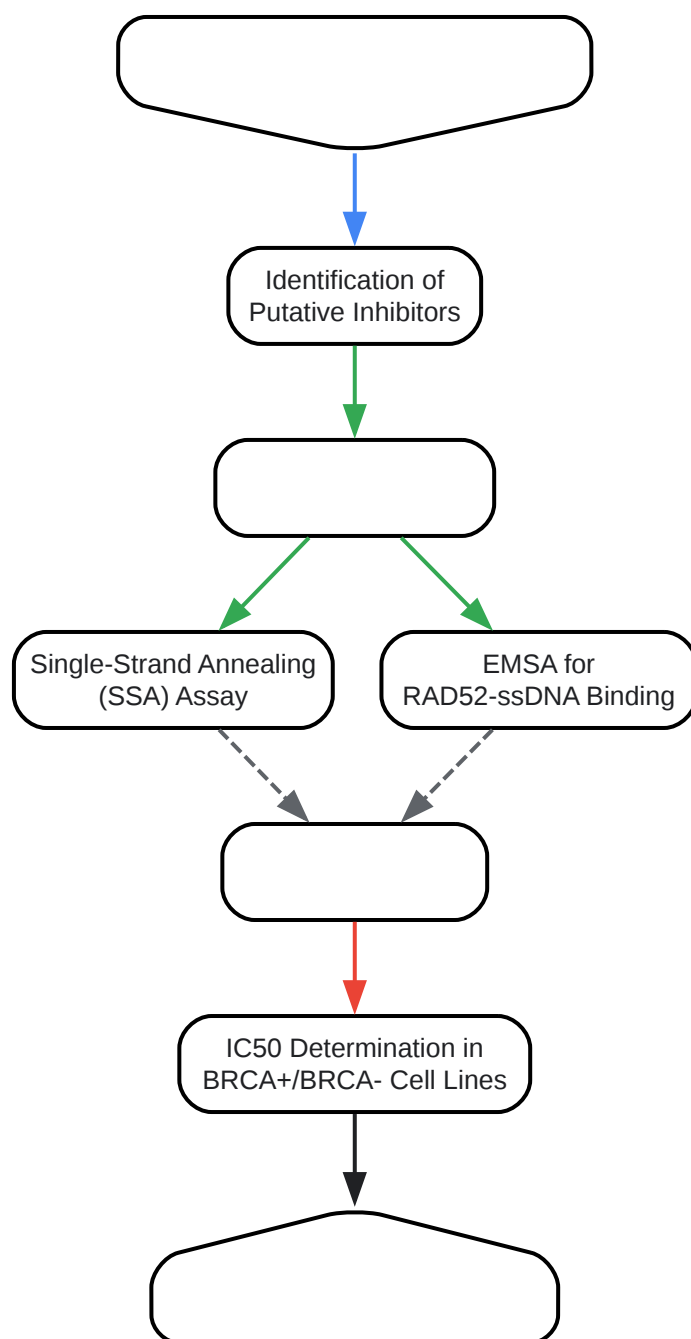 Identification of
Putative Inhibitors
Single-Strand Annealing
(SSA) Assay
EMSA for
RAD52-ssDNA Binding
IC50 Determination in
BRCA+/BRCA- Cell Lines